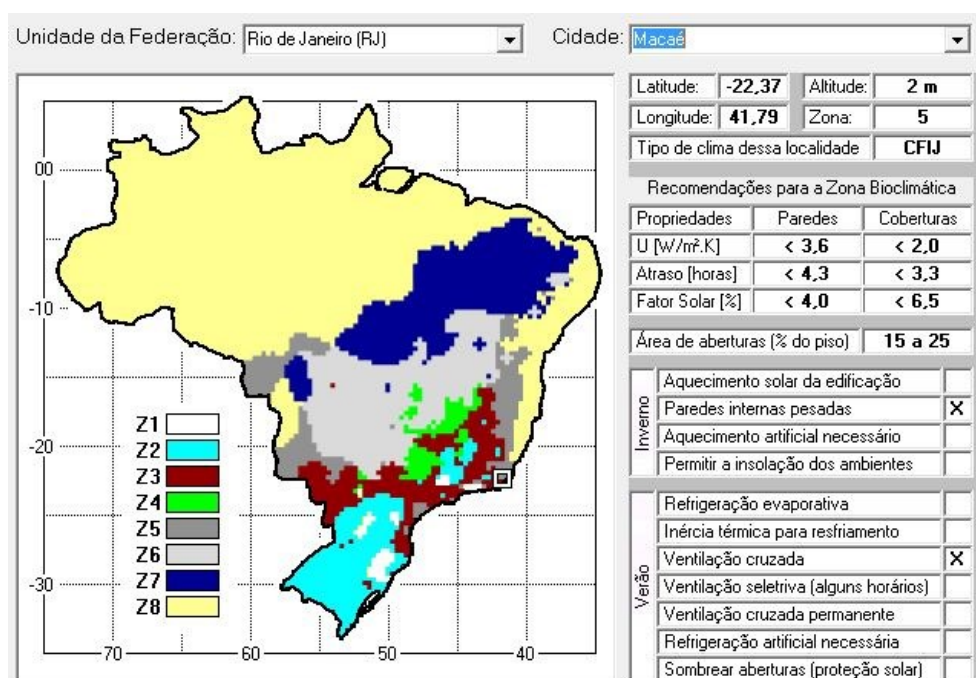 Unidade da Federação: Rio de Janeiro (RJ) Cidade: Macaé
Latitude: -22,37 Altitude: 2 m
Longitude: 41,79 Zona: 5
Tipo de clima dessa localidade CFIJ
Recomendações para a Zona Bioclimática
Propriedades Paredes Coberturas
U [W/m².K] < 3,6 < 2,0
Atraso [horas] < 4,3 < 3,3
Fator Solar [%] < 4,0 < 6,5
Área de aberturas (% do piso) 15 a 25
Inverno
Aquecimento solar da edificação
Paredes internas pesadas X
Aquecimento artificial necessário
Permitir a insolação dos ambientes
Verão
Refrigeração evaporativa
Inércia térmica para resfriamento
Ventilação cruzada X
Ventilação seletiva (alguns horários)
Ventilação cruzada permanente
Refrigeração artificial necessária
Sombrear aberturas (proteção solar)
00
-10
-20
-30
Z1
Z2
Z3
Z4
Z5
Z6
Z7
Z8
70 60 50 40